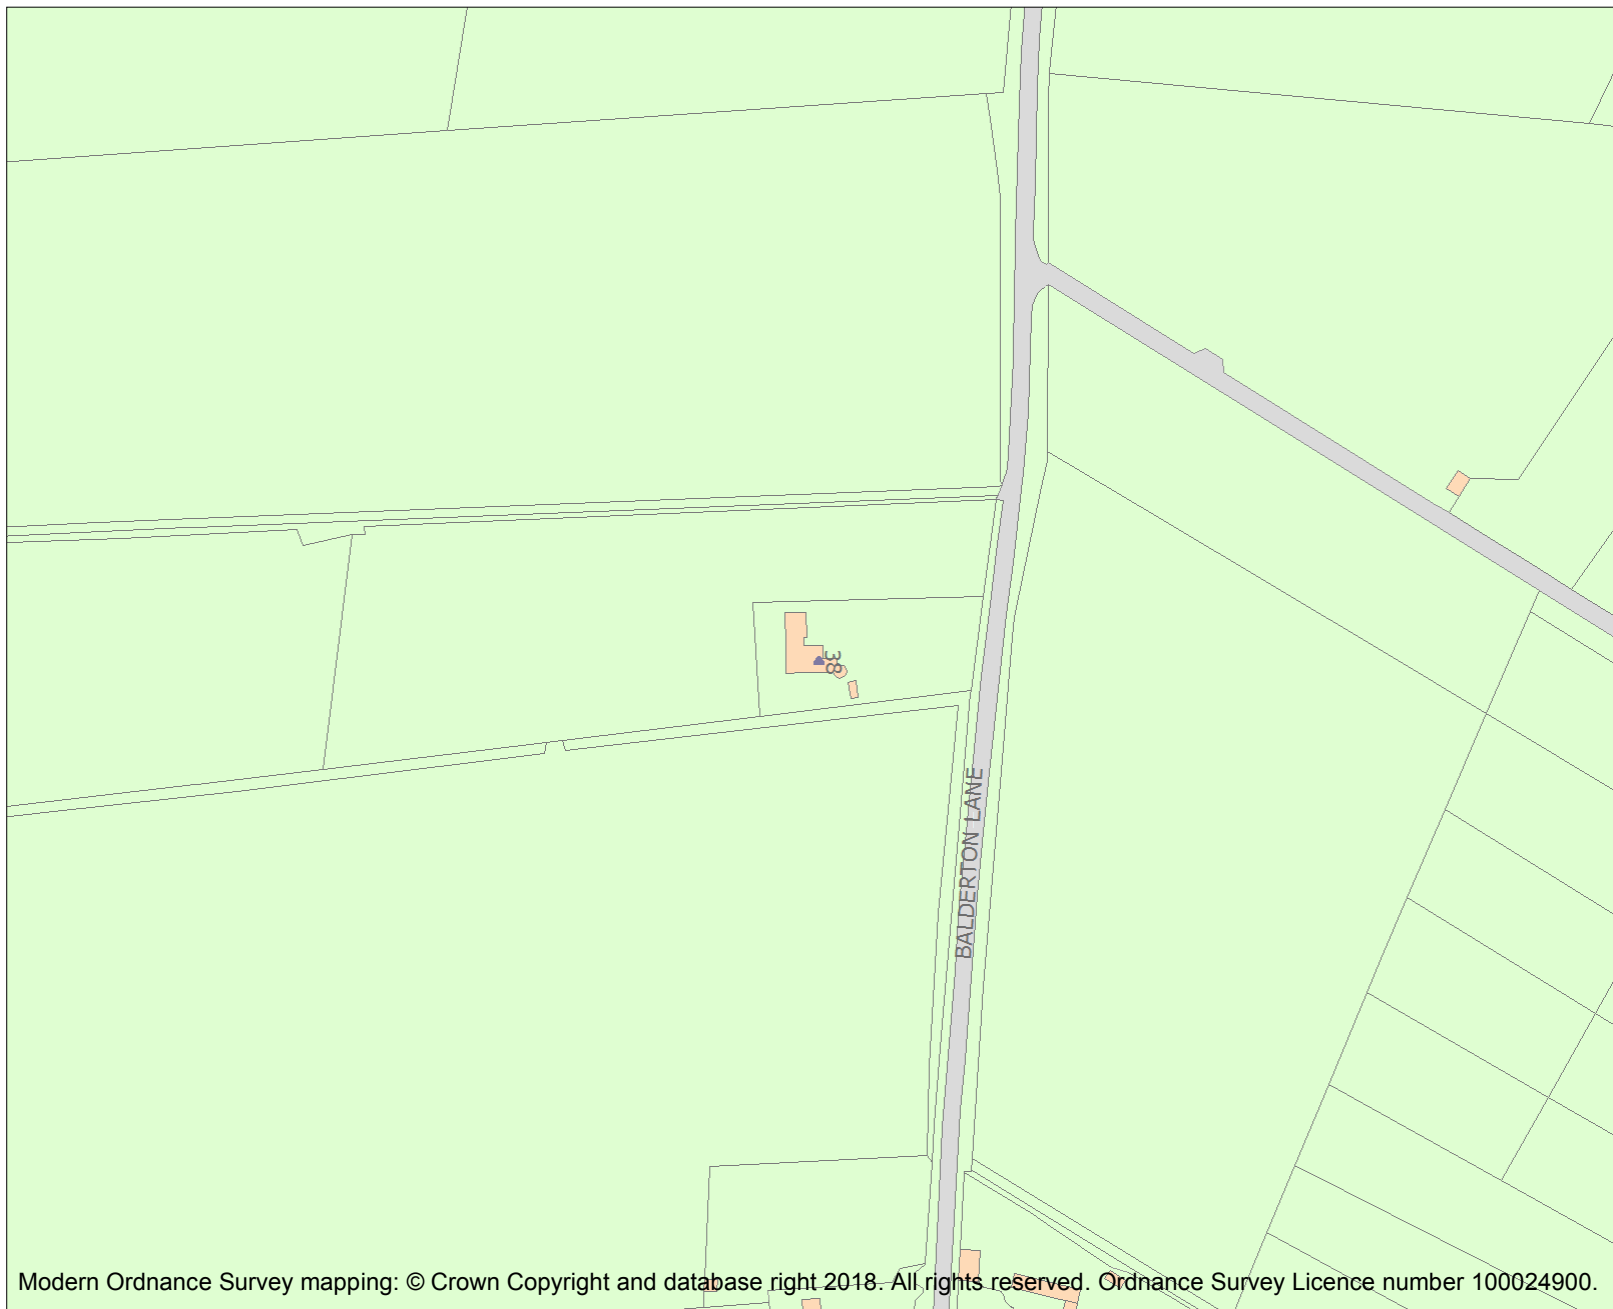 38
BALDERTON LANE
Modern Ordnance Survey mapping: © Crown Copyright and database right 2018. All rights reserved. Ordnance Survey Licence number 100024900.